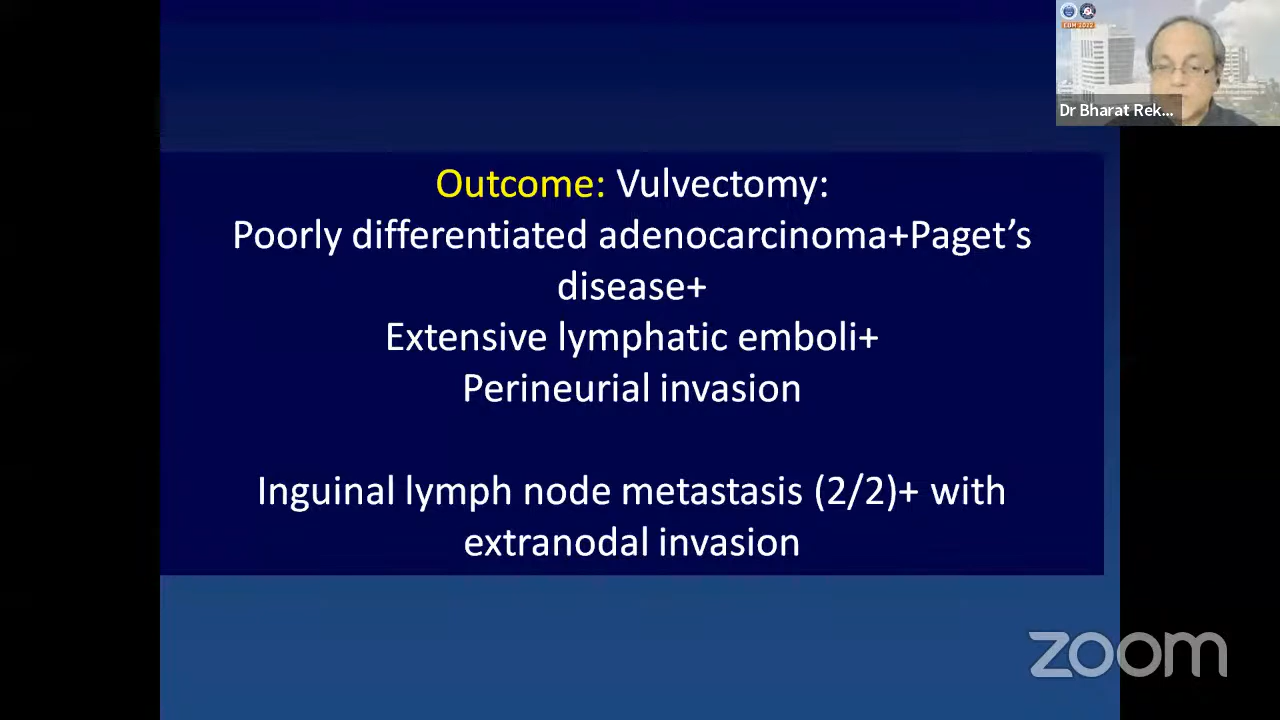 Outcome: Vulvectomy:
Poorly differentiated adenocarcinoma+Paget’s
disease+
Extensive lymphatic emboli+
Perineurial invasion
Inguinal lymph node metastasis (2/2)+ with
extranodal invasion
Dr Bharat Rek...
zoom